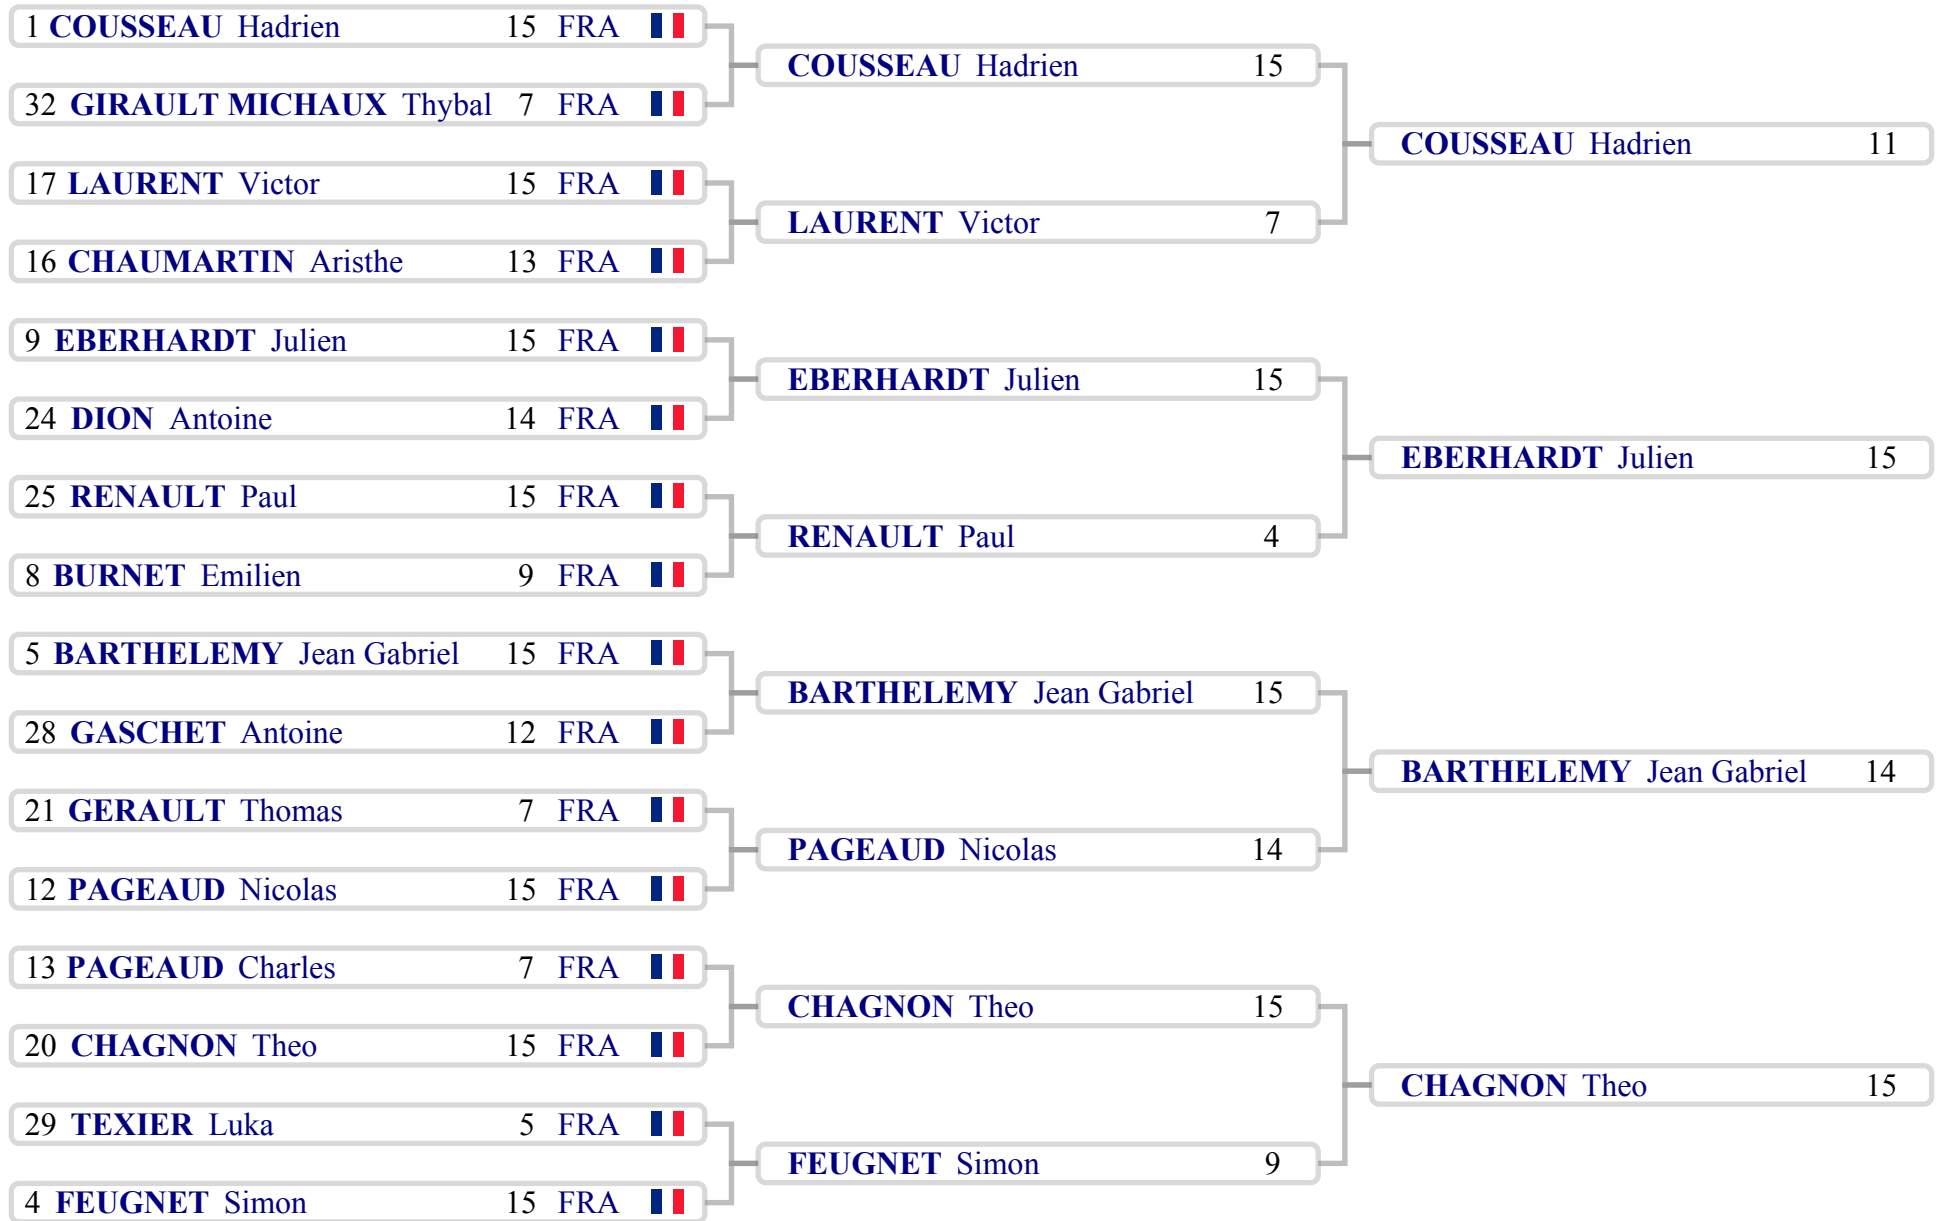 1 COUSSEAU Hadrien 15 FRA
32 GIRAULT MICHAUX Thybal 7 FRA
17 LAURENT Victor 15 FRA
16 CHAUMARTIN Aristhe 13 FRA
9 EBERHARDT Julien 15 FRA
24 DION Antoine 14 FRA
25 RENAULT Paul 15 FRA
8 BURNET Emilien 9 FRA
5 BARTHELEMY Jean Gabriel 15 FRA
28 GASCHET Antoine 12 FRA
21 GERAULT Thomas 7 FRA
12 PAGEAUD Nicolas 15 FRA
13 PAGEAUD Charles 7 FRA
20 CHAGNON Theo 15 FRA
29 TEXIER Luka 5 FRA
4 FEUGNET Simon 15 FRA
COUSSEAU Hadrien 15
LAURENT Victor 7
EBERHARDT Julien 15
RENAULT Paul 4
BARTHELEMY Jean Gabriel 15
PAGEAUD Nicolas 14
CHAGNON Theo 15
FEUGNET Simon 9
COUSSEAU Hadrien 11
EBERHARDT Julien 15
BARTHELEMY Jean Gabriel 14
CHAGNON Theo 15